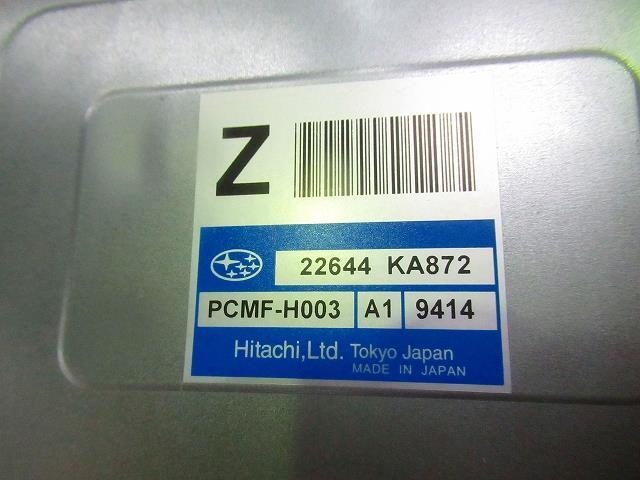 Z
22644 KA872
PCMF-H003 A1 9414
Hitachi,Ltd. Tokyo Japan
MADE IN JAPAN